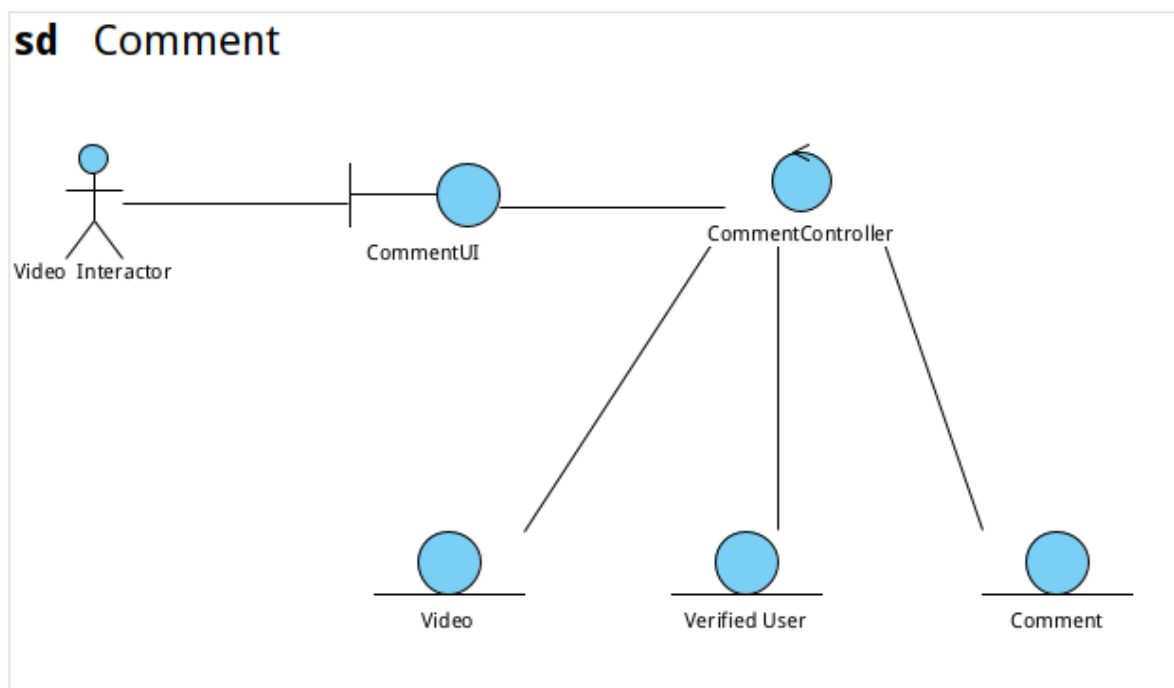 sd Comment
Video Interactor
CommentUI
CommentController
Video
Verified User
Comment